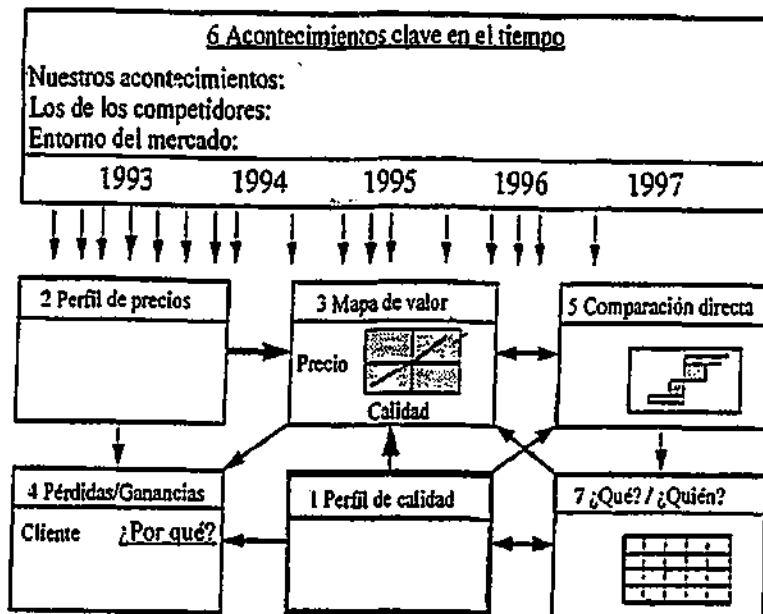 6 Acontecimientos clave en el tiempo
Nuestros acontecimientos:
Los de los competidores:
Entorno del mercado:
1993 1994 1995 1996 1997
2 Perfil de precios
3 Mapa de valor
5 Comparación directa
Precio
Calidad
4 Pérdidas/Ganancias
1 Perfil de calidad
7 ¿Qué? / ¿Quién?
Cliente ¿Por qué?